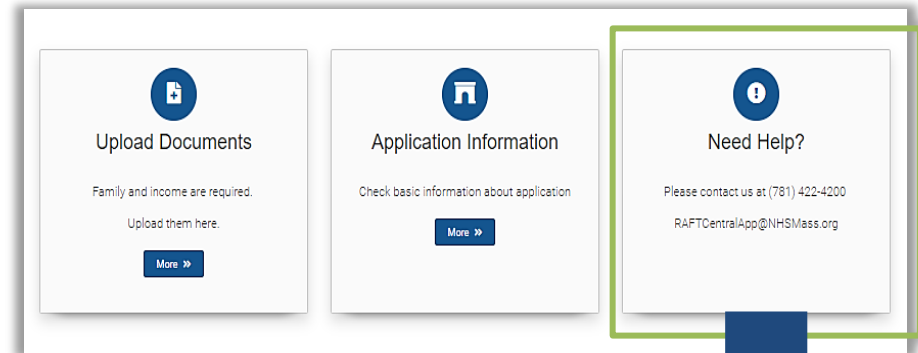 Upload Documents
Family and income are required.
Upload them here.
More »
Application Information
Check basic information about application
More »
Need Help?
Please contact us at (781) 422-4200
RAFTCentralApp@NHSMass.org